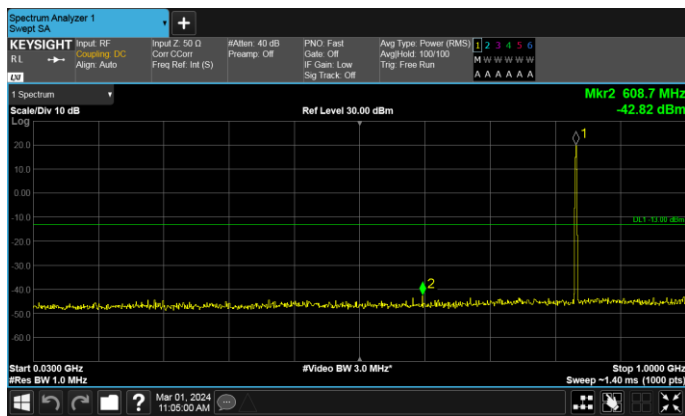 Spectrum Analyzer 1
Swept SA
KEYSIGHT Input: RF Input Z: 50 Ω #Atten: 40 dB PNO: Fast Avg Type: Power (RMS) 1 2 3 4 5 6
RL Coupling: DC Corr CCorr Preamp: Off Gate: Off Avg|Hold: 100/100 M W W W W W
Align: Auto Freq Ref: Int (S) IF Gain: Low Trig: Free Run
LXI Sig Track: Off A A A A A A
1 Spectrum Mkr2 608.7 MHz
Scale/Div 10 dB Ref Level 30.00 dBm -42.82 dBm
Log
1
20.0
10.0
0.00
-10.0 DL1 -13.00 dBm
-20.0
-30.0
2
-40.0
-50.0
-60.0
Start 0.0300 GHz #Video BW 3.0 MHz* Stop 1.0000 GHz
#Res BW 1.0 MHz Sweep ~1.40 ms (1000 pts)
? Mar 01, 2024
11:05:00 AM